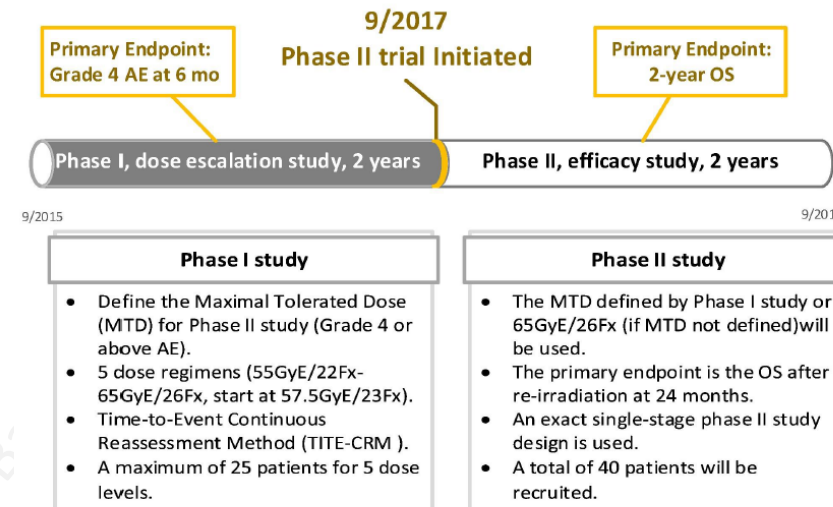 9/2017
Phase II trial Initiated
Primary Endpoint:
Grade 4 AE at 6 mo
Primary Endpoint:
2-year OS
Phase I, dose escalation study, 2 years
Phase II, efficacy study, 2 years
9/2015
9/201
Phase I study
• Define the Maximal Tolerated Dose
(MTD) for Phase II study (Grade 4 or
above AE).
• 5 dose regimens (55GyE/22Fx-
65GyE/26Fx, start at 57.5GyE/23Fx).
• Time-to-Event Continuous
Reassessment Method (TITE-CRM ).
• A maximum of 25 patients for 5 dose
levels.
Phase II study
• The MTD defined by Phase I study or
65GyE/26Fx (if MTD not defined)will
be used.
• The primary endpoint is the OS after
re-irradiation at 24 months.
• An exact single-stage phase II study
design is used.
• A total of 40 patients will be
recruited.